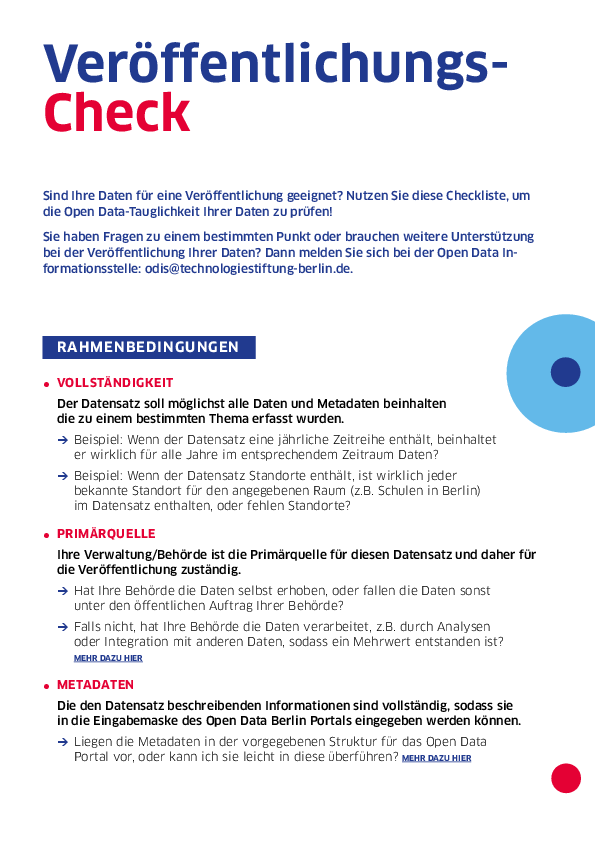 Veröffentlichungs-
Check
Sind Ihre Daten für eine Veröffentlichung geeignet? Nutzen Sie diese Checkliste, um
die Open Data-Tauglichkeit Ihrer Daten zu prüfen!
Sie haben Fragen zu einem bestimmten Punkt oder brauchen weitere Unterstützung
bei der Veröffentlichung Ihrer Daten? Dann melden Sie sich bei der Open Data In-
formationsstelle: odis@technologiestiftung-berlin.de.
RAHMENBEDINGUNGEN
• VOLLSTÄNDIGKEIT
Der Datensatz soll möglichst alle Daten und Metadaten beinhalten
die zu einem bestimmten Thema erfasst wurden.
→ Beispiel: Wenn der Datensatz eine jährliche Zeitreihe enthält, beinhaltet
er wirklich für alle Jahre im entsprechendem Zeitraum Daten?
→ Beispiel: Wenn der Datensatz Standorte enthält, ist wirklich jeder
bekannte Standort für den angegebenen Raum (z.B. Schulen in Berlin)
im Datensatz enthalten, oder fehlen Standorte?
• PRIMÄRQUELLE
Ihre Verwaltung/Behörde ist die Primärquelle für diesen Datensatz und daher für
die Veröffentlichung zuständig.
→ Hat Ihre Behörde die Daten selbst erhoben, oder fallen die Daten sonst
unter den öffentlichen Auftrag Ihrer Behörde?
→ Falls nicht, hat Ihre Behörde die Daten verarbeitet, z.B. durch Analysen
oder Integration mit anderen Daten, sodass ein Mehrwert entstanden ist?
MEHR DAZU HIER
• METADATEN
Die den Datensatz beschreibenden Informationen sind vollständig, sodass sie
in die Eingabemaske des Open Data Berlin Portals eingegeben werden können.
→ Liegen die Metadaten in der vorgegebenen Struktur für das Open Data
Portal vor, oder kann ich sie leicht in diese überführen? MEHR DAZU HIER